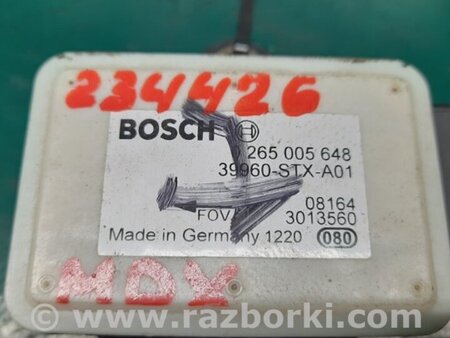 234426
BOSCH
265 005 648
39960-STX-A01
08164
FOV
3013560
Made in Germany 1220 080
MDX
www.razborki.com